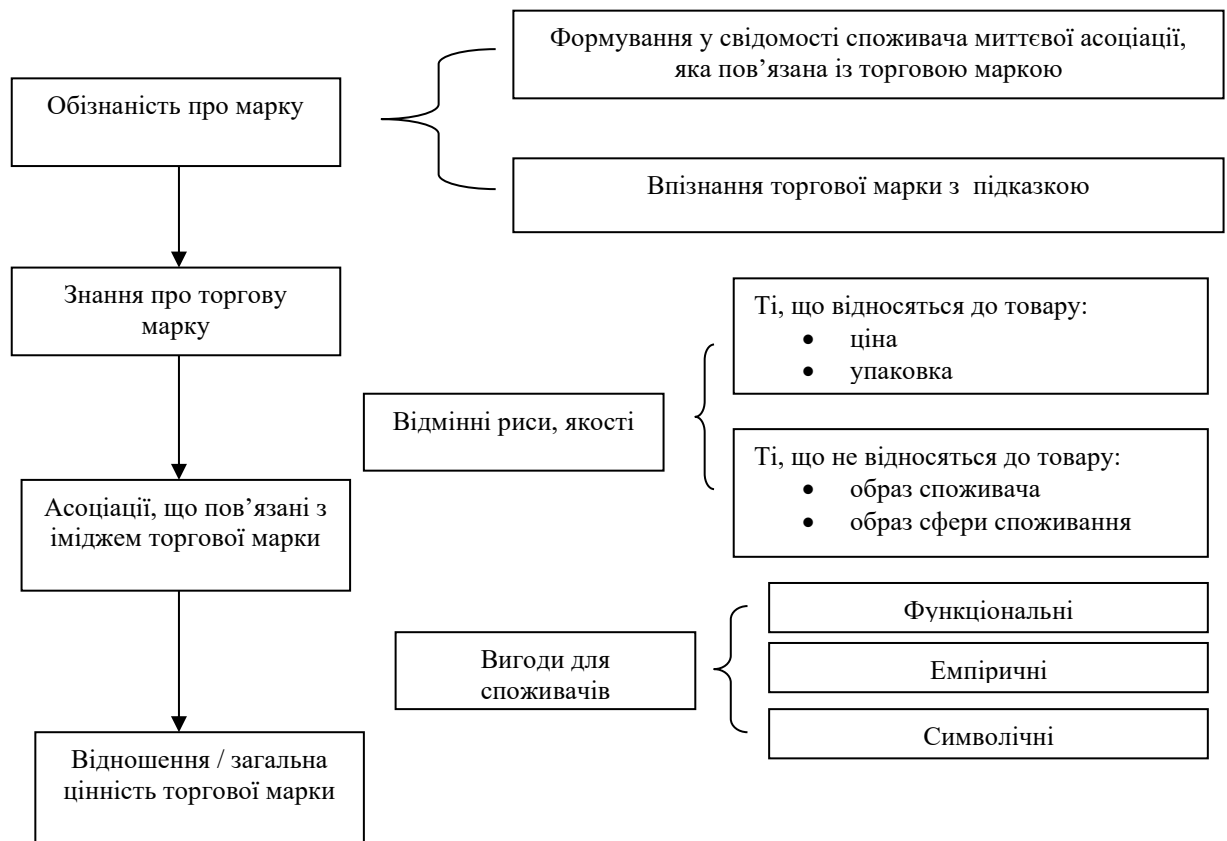 Формування у свідомості споживача миттєвої асоціації,
яка пов’язана із торговою маркою
Обізнаість про марку
Впізнання торгової марки з підказкою
Знання про торгову
марку
Ті, що відносяться до товару:
• ціна
• упаковка
Відмінні риси, якості
Ті, що не відносяться до товару:
• образ споживача
• образ сфери споживання
Асоціації, що пов’язані з
іміджем торгової марки
Функціональні
Вигоди для
споживачів
Емпіричні
Символічні
Відношення / загальна
цінність торгової марки